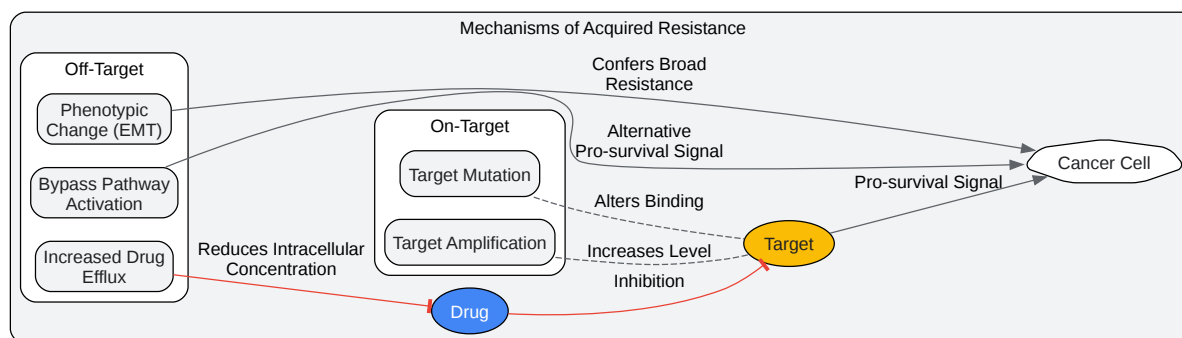 Mechanisms of Acquired Resistance
Off-Target
Phenotypic
Change (EMT)
Bypass Pathway
Activation
Increased Drug
Efflux
On-Target
Target Mutation
Target Amplification
Confers Broad
Resistance
Alternative
Pro-survival Signal
Cancer Cell
Pro-survival Signal
Alters Binding
Target
Increases Level
Reduces Intracellular
Concentration
Inhibition
Drug